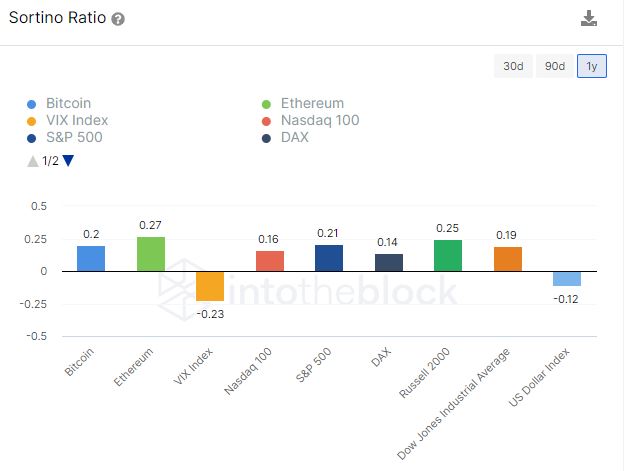 Sortino Ratio ?
30d 90d 1y
Bitcoin Ethereum
VIX Index Nasdaq 100
S&P 500 DAX
1/2
0.5
0.25
0
-0.25
-0.5
0.2
0.27
-0.23
0.16
0.21
0.14
0.25
0.19
-0.12
intotheblock
Bitcoin
Ethereum
VIX Index
Nasdaq 100
S&P 500
DAX
Russell 2000
Dow Jones Industrial Average
US Dollar Index